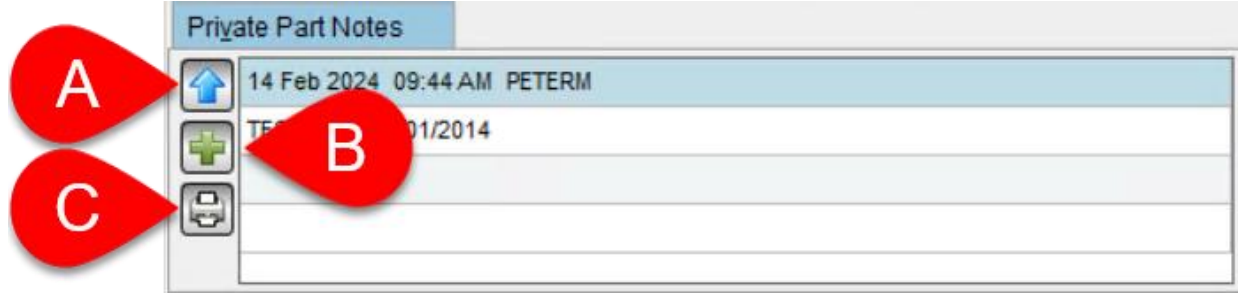 Private Part Notes
A
14 Feb 2024 09:44 AM PETERM
B
01/2014
C